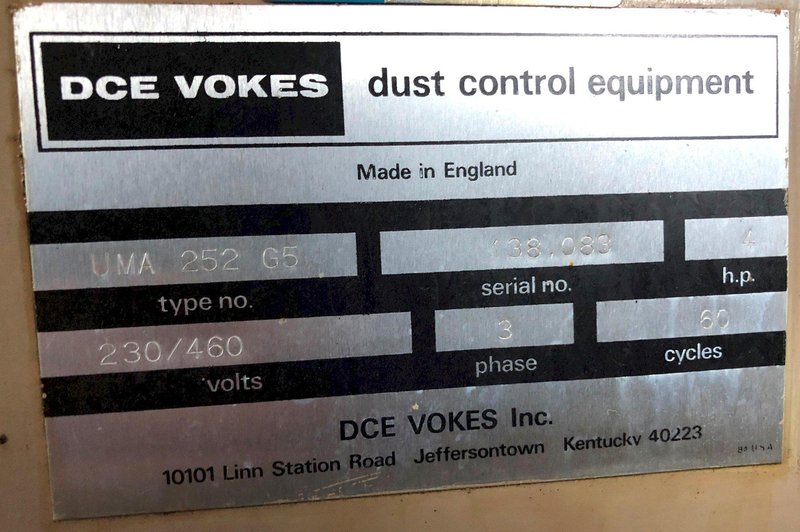 DCE VOKES dust control equipment
Made in England
UMA 252 G5 138.083 4
type no. serial no. h.p.
230/460 3 60
volts phase cycles
DCE VOKES Inc.
10101 Linn Station Road Jeffersontown Kentucky 40223